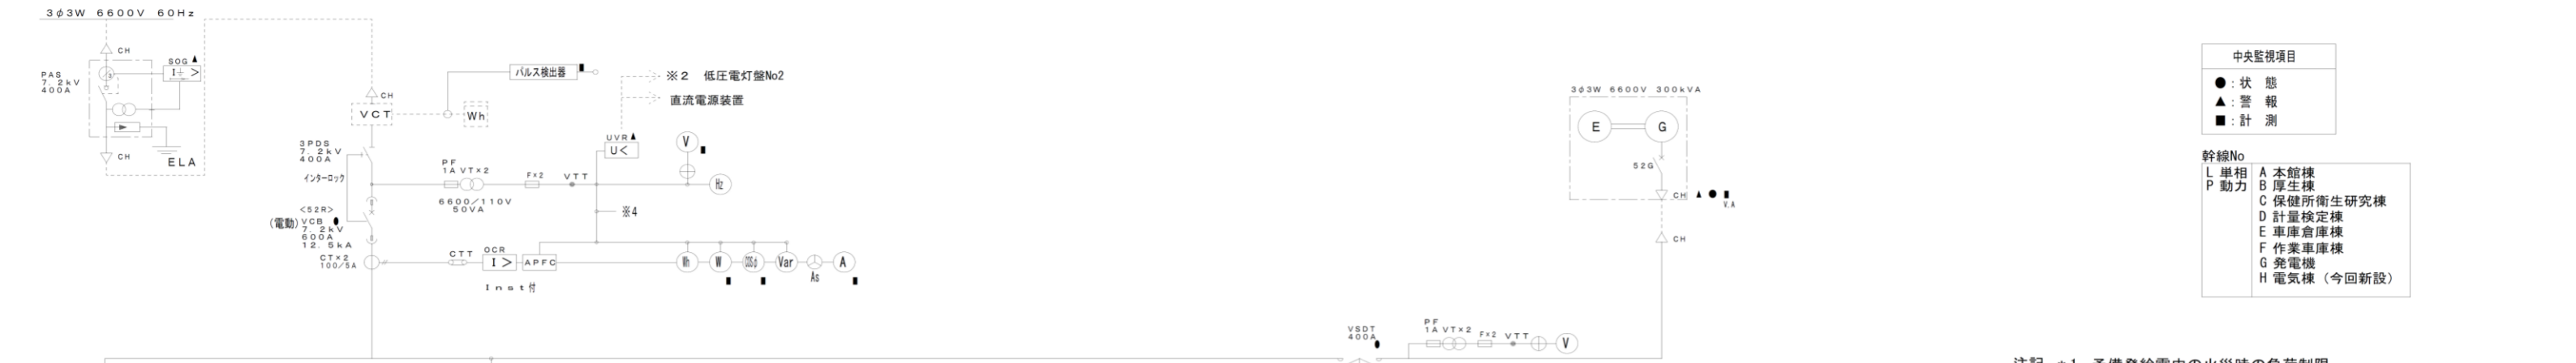 3φ3W 6600V 60Hz
CH
SOG ▲
I⏚ >
PAS
7.2kV
400A
CH
ELA
CH
VCT
パルス検出器 ■
Wh
※2 低圧電灯盤No2
直流電源装置
UVR ▲
U<
V
■
3PDS
7.2kV
400A
インターロック
PF
1A VT×2
F×2
VTT
Hz
6600/110V
50VA
※4
<52R>
(電動) VCB ●
7.2kV
600A
12.5kA
CT×2
100/5A
CTT
OCR
I >
APFC
Wh
W
COSφ
Var
As
A
■ ■ ■
Inst付
3φ3W 6600V 300kVA
E
G
52G
CH ▲ ● ■
V.A
CH
VSDT
400A ●
PF
1A VT×2
F×2
VTT
V
中央監視項目
●:状 態
▲:警 報
■:計 測
幹線No
L 単相
P 動力
A 本館棟
B 厚生棟
C 保健所衛生研究棟
D 計量検定棟
E 車庫倉庫棟
F 作業車庫棟
G 発電機
H 電気棟(今回新設)